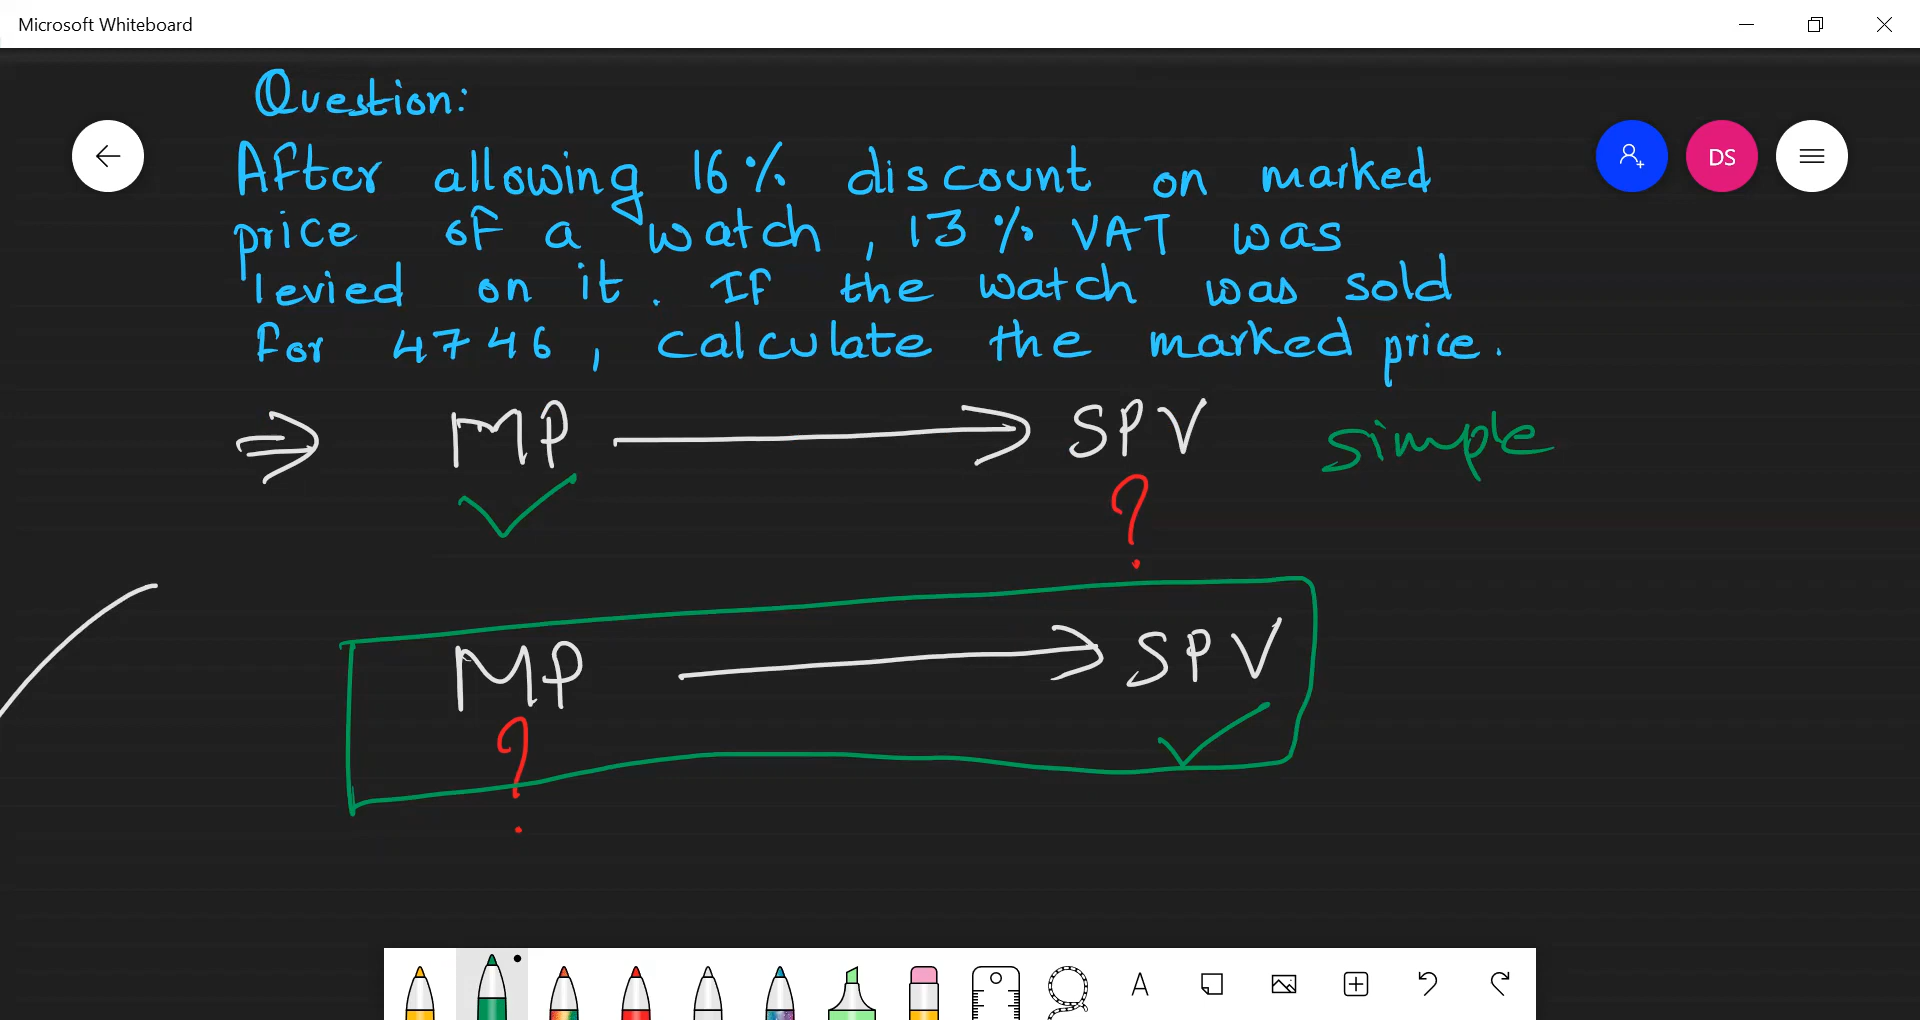 Microsoft Whiteboard
Question:
After allowing 16% discount on marked
price of a watch, 13% VAT was
levied on it. If the watch was sold
for 4746, calculate the marked price.
⇒ MP → SPV simple
✓ ?
MP → SPV
? ✓
DS
A